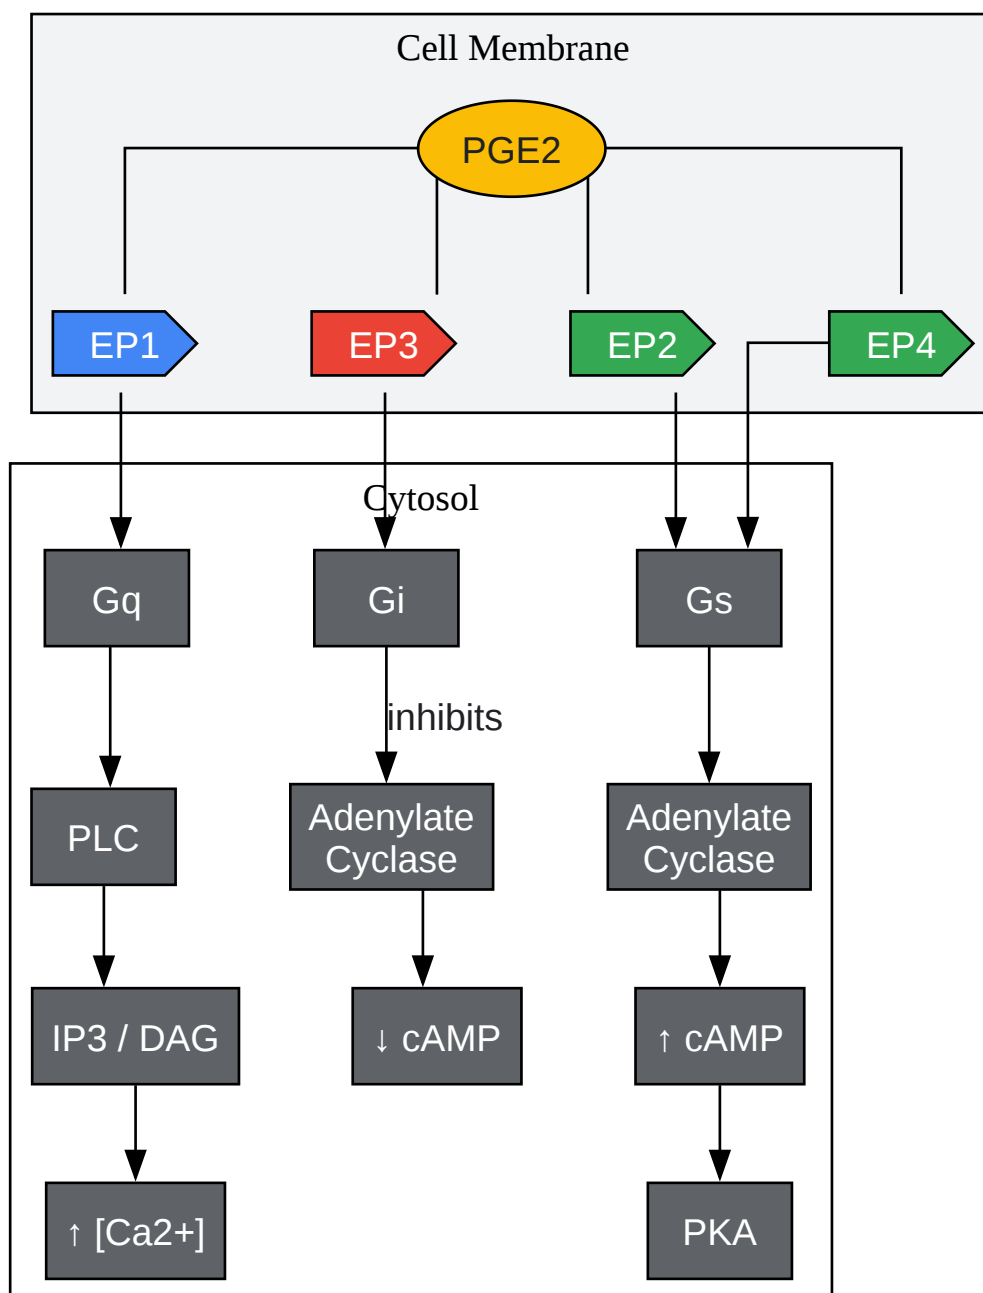 Cell Membrane
PGE2
EP1
EP3
EP2
EP4
Cytosol
Gq
Gi
Gs
inhibits
PLC
Adenylate
Cyclase
Adenylate
Cyclase
IP3 / DAG
↓ cAMP
↑ cAMP
↑ [Ca2+]
PKA